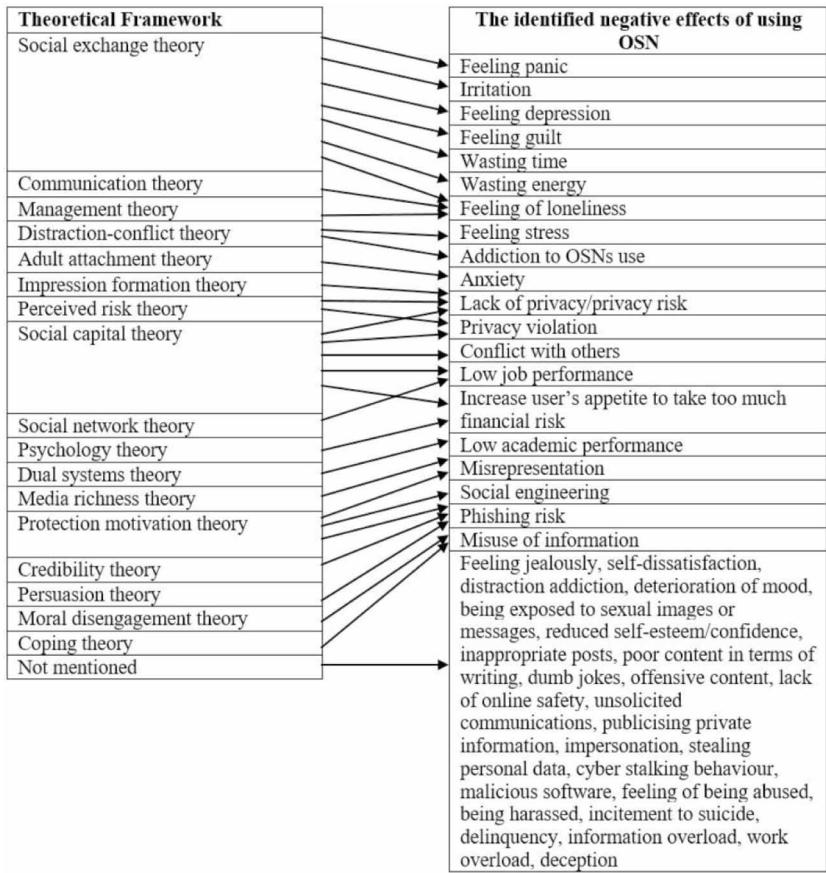 Theoretical Framework
Social exchange theory
Communication theory
Management theory
Distraction-conflict theory
Adult attachment theory
Impression formation theory
Perceived risk theory
Social capital theory
Social network theory
Psychology theory
Dual systems theory
Media richness theory
Protection motivation theory
Credibility theory
Persuasion theory
Moral disengagement theory
Coping theory
Not mentioned
The identified negative effects of using
OSN
Feeling panic
Irritation
Feeling depression
Feeling guilt
Wasting time
Wasting energy
Feeling of loneliness
Feeling stress
Addiction to OSNs use
Anxiety
Lack of privacy/privacy risk
Privacy violation
Conflict with others
Low job performance
Increase user's appetite to take too much
financial risk
Low academic performance
Misrepresentation
Social engineering
Phishing risk
Misuse of information
Feeling jealously, self-dissatisfaction,
distraction addiction, deterioration of mood,
being exposed to sexual images or
messages, reduced self-esteem/confidence,
inappropriate posts, poor content in terms of
writing, dumb jokes, offensive content, lack
of online safety, unsolicited
communications, publicising private
information, impersonation, stealing
personal data, cyber stalking behaviour,
malicious software, feeling of being abused,
being harassed, incitement to suicide,
delinquency, information overload, work
overload, deception